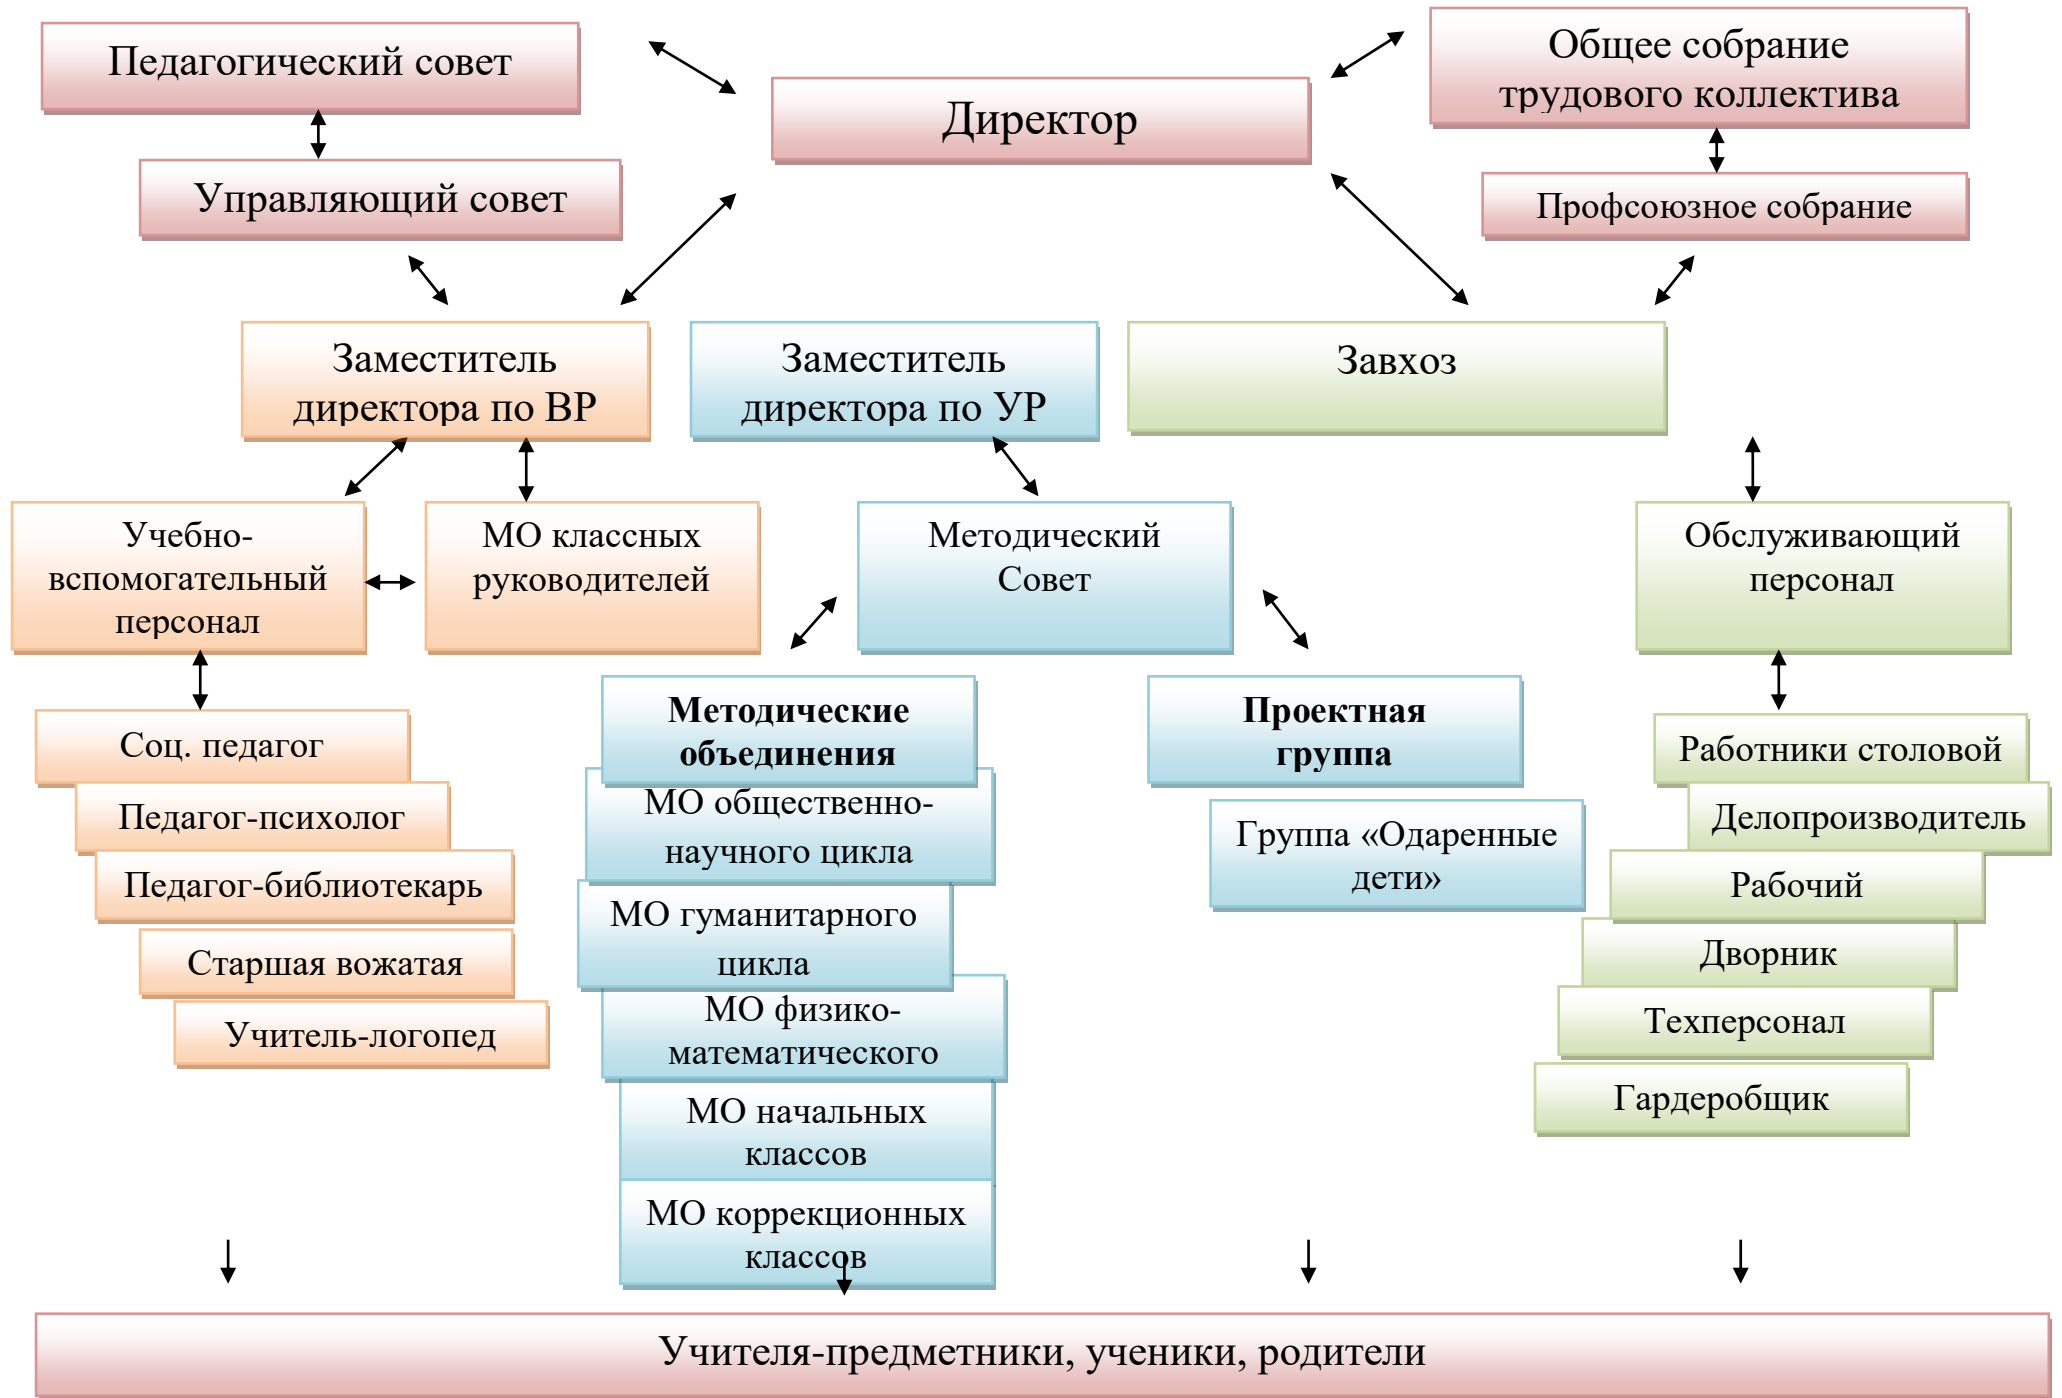 Педагогический совет
Директор
Общее собрание
трудового коллектива
Управляющий совет
Профсоюзное собрание
Заместитель
директора по ВР
Заместитель
директора по УР
Завхоз
Учебно-
вспомогательный
персонал
МО классных
руководителей
Методический
Совет
Обслуживающий
персонал
Соц. педагог
Педагог-психолог
Педагог-библиотекарь
Старшая вожатая
Учитель-логопед
Методические
объединения
МО общественно-
научного цикла
МО гуманитарного
цикла
МО физико-
математического
МО начальных
классов
МО коррекционных
классов
Проектная
группа
Группа «Одаренные
дети»
Работники столовой
Делопроизводитель
Рабочий
Дворник
Техперсонал
Гардеробщик
Учителя-предметники, ученики, родители